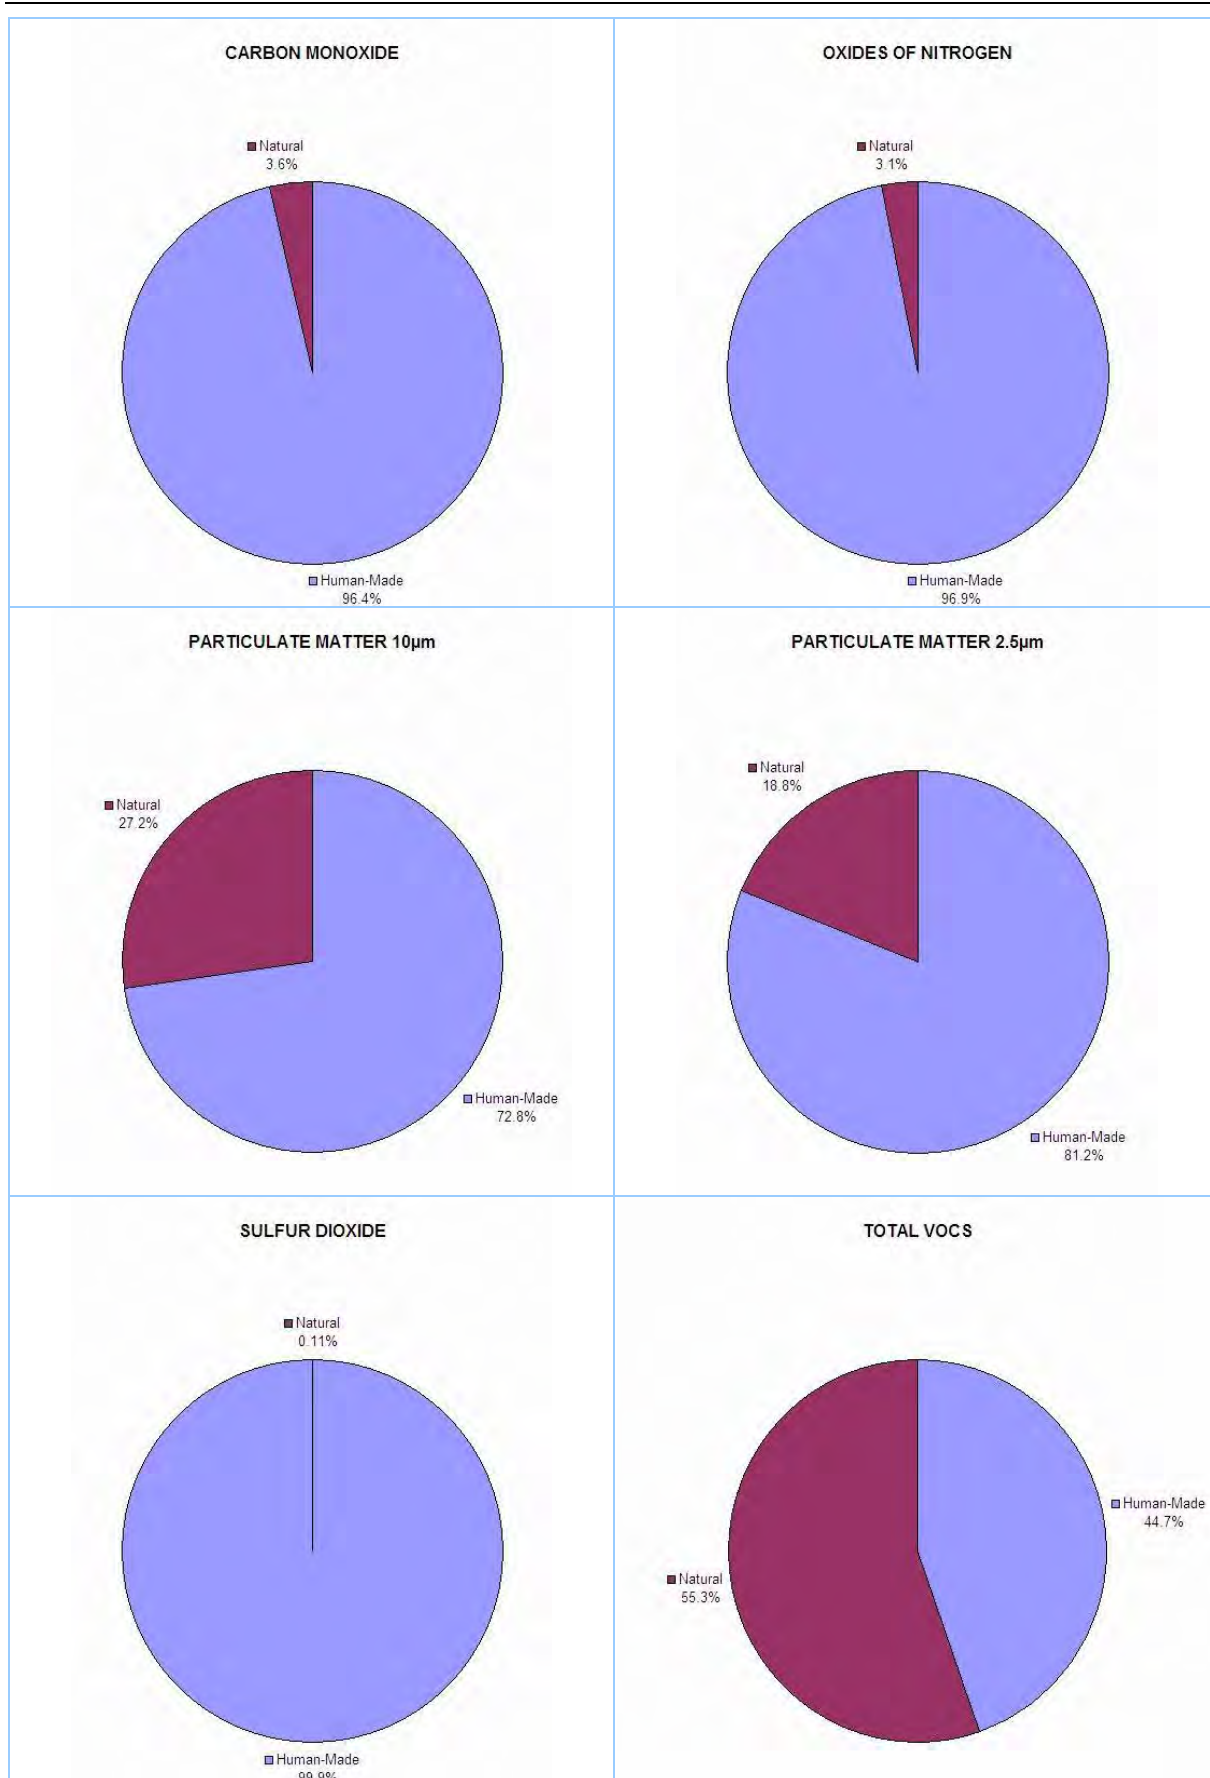 CARBON MONOXIDE
Natural
3.6%
Human-Made
96.4%
OXIDES OF NITROGEN
Natural
3.1%
Human-Made
96.9%
PARTICULATE MATTER 10µm
Natural
27.2%
Human-Made
72.8%
PARTICULATE MATTER 2.5µm
Natural
18.8%
Human-Made
81.2%
SULFUR DIOXIDE
Natural
0.11%
Human-Made
99.9%
TOTAL VOCS
Human-Made
44.7%
Natural
55.3%